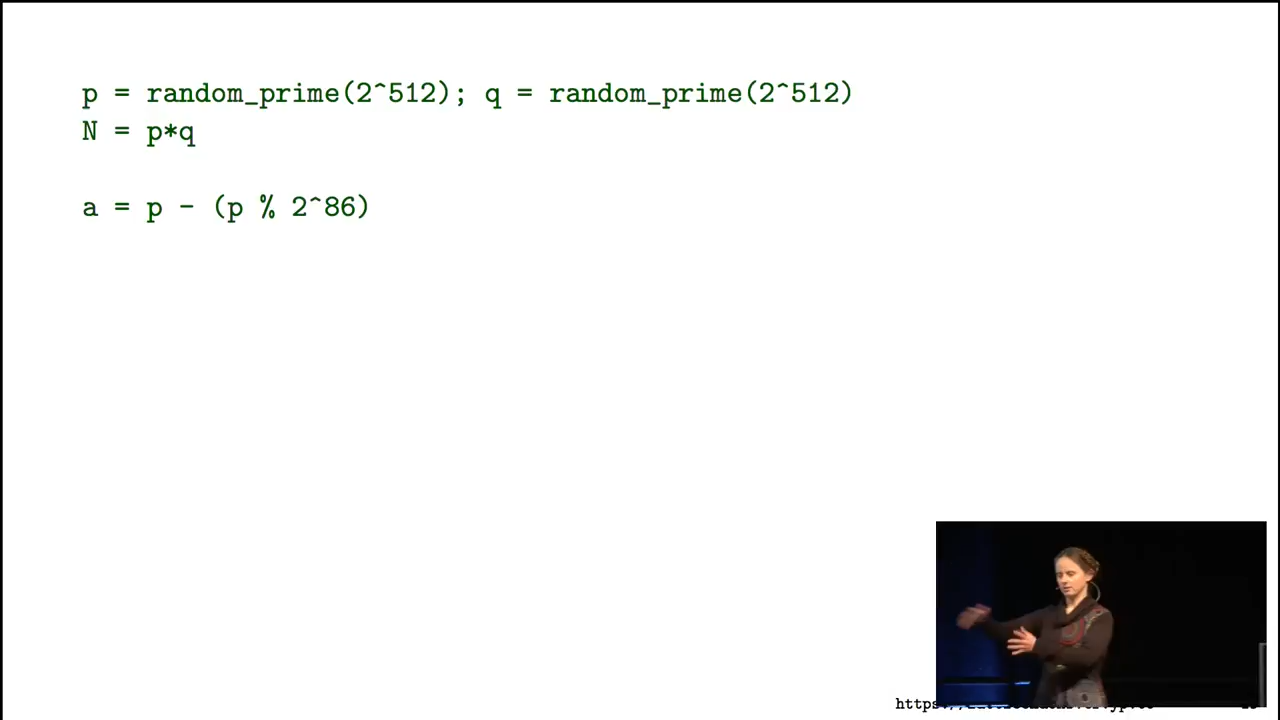 p = random_prime(2^512); q = random_prime(2^512)
N = p*q
a = p - (p % 2^86)